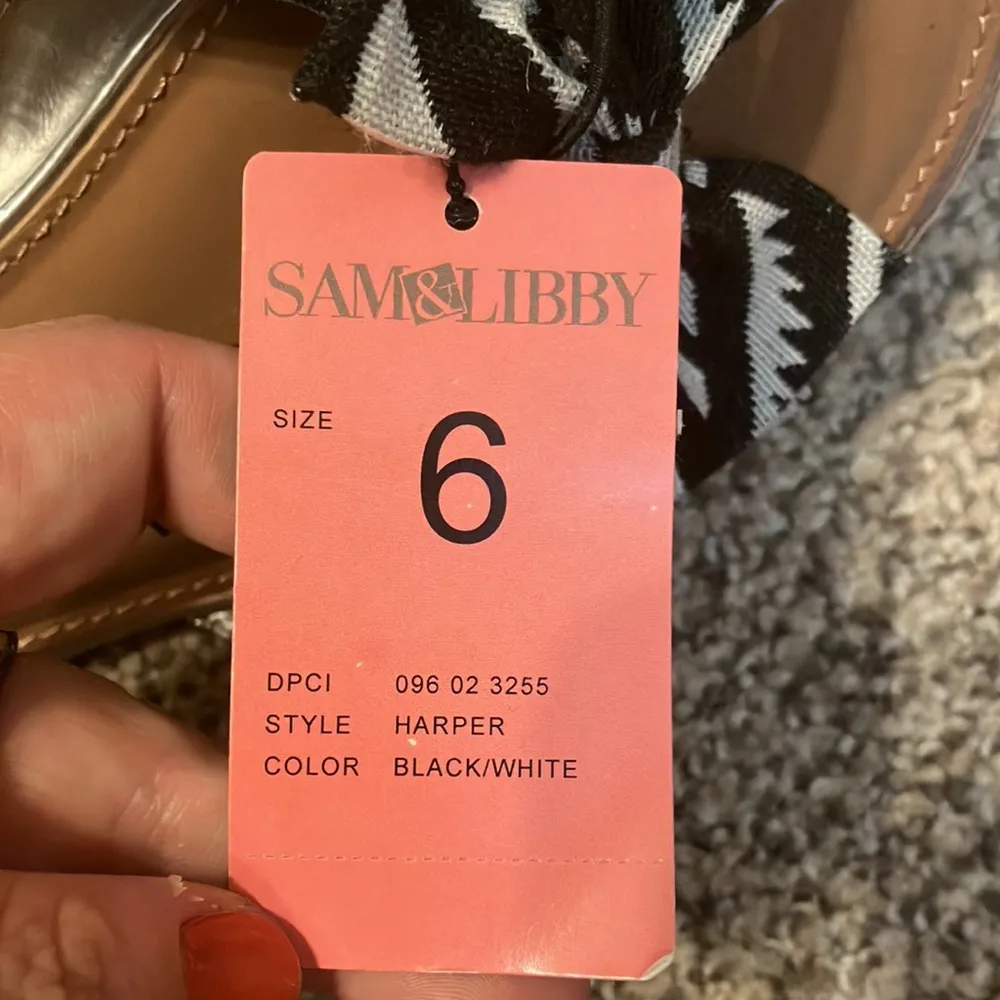 SAM&LIBBY
SIZE 6
DPCI 096 02 3255
STYLE HARPER
COLOR BLACK/WHITE